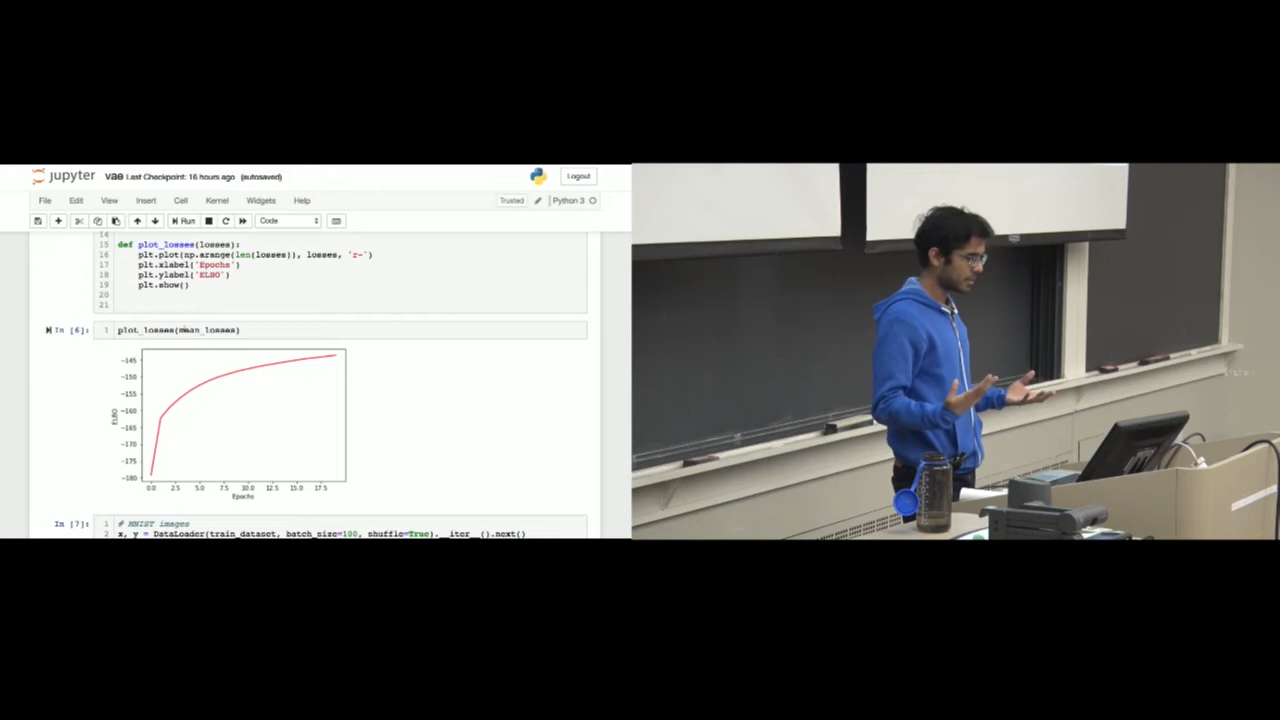 jupyter vae Last Checkpoint: 16 hours ago (autosaved) Logout
File Edit View Insert Cell Kernel Widgets Help Trusted Python 3
Run Code
14
15 def plot_losses(losses):
16 plt.plot(np.arange(len(losses)), losses, 'r-')
17 plt.xlabel('Epochs')
18 plt.ylabel('ELBO')
19 plt.show()
20
21
In [6]: 1 plot_losses(mean_losses)
−145
−150
−155
−160
−165
−170
−175
−180
ELBO
0.0 2.5 5.0 7.5 10.0 12.5 15.0 17.5
Epochs
In [7]: 1 # MNIST images
2 x, y = DataLoader(train_dataset, batch_size=100, shuffle=True).__iter__().next()